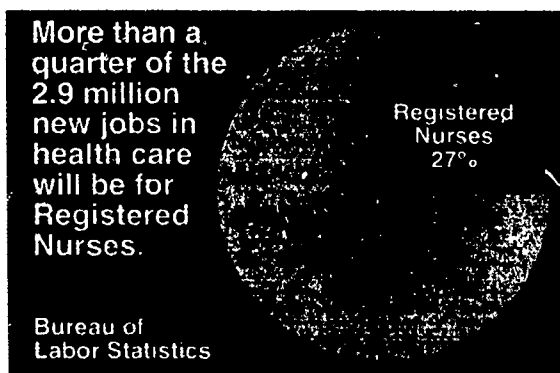 More than a
quarter of the
2.9 million
new jobs in
health care
will be for
Registered
Nurses.
Registered
Nurses
27%
Bureau of
Labor Statistics